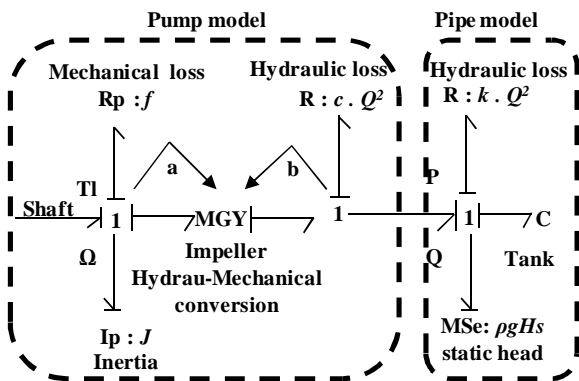 Pump model
Pipe model
Mechanical loss
Rp : f
Hydraulic loss
R : c . Q²
Hydraulic loss
R : k . Q²
a
b
Tl
P
Shaft
1
MGY
1
1
C
Ω
Impeller
Hydrau-Mechanical
conversion
Q
Tank
Ip : J
Inertia
MSe: ρgHs
static head